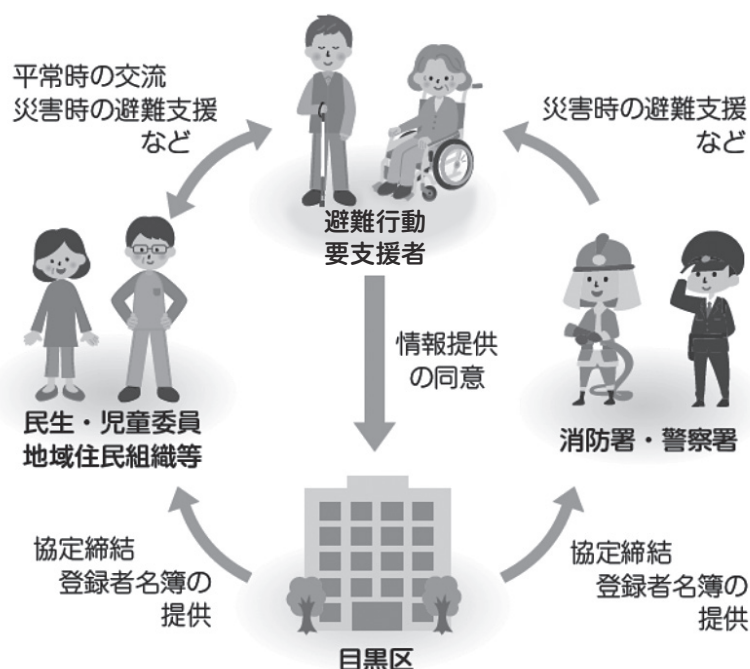 平常時の交流
災害時の避難支援
など
災害時の避難支援
など
避難行動
要支援者
情報提供
の同意
民生・児童委員
地域住民組織等
消防署・警察署
協定締結
登録者名簿の
提供
協定締結
登録者名簿の
提供
目黒区